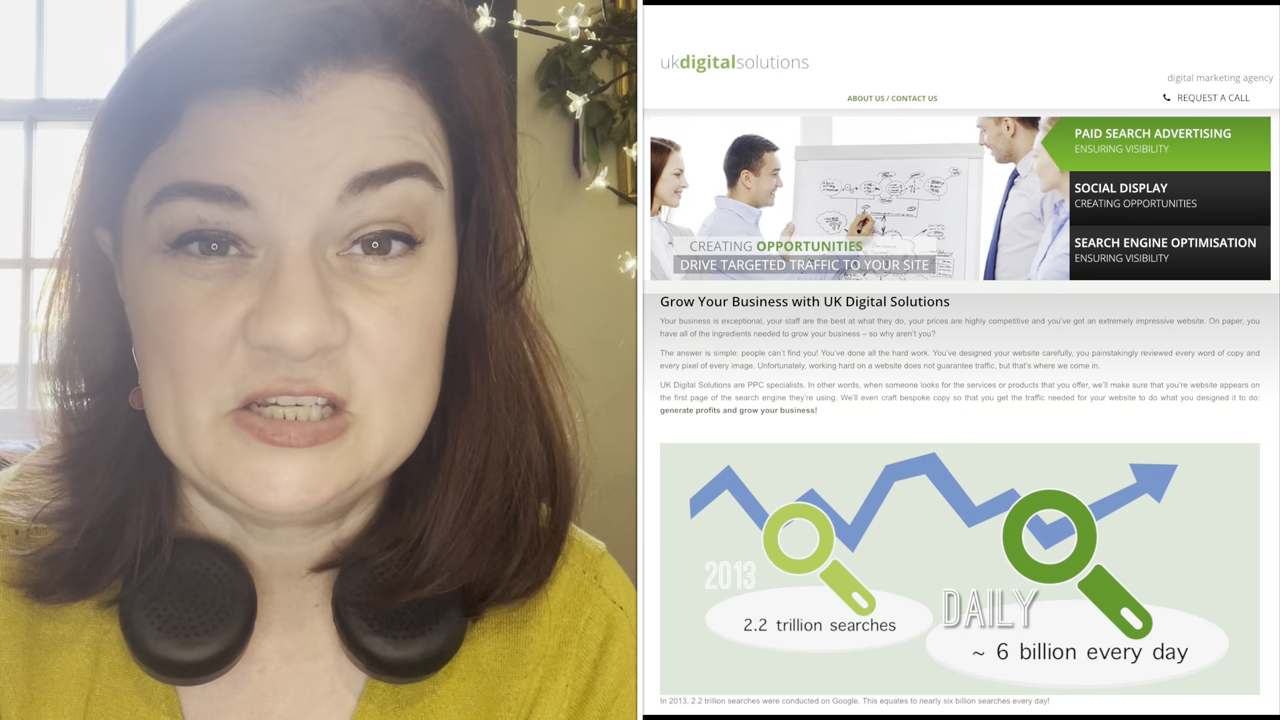 ukdigitalsolutions
digital marketing agency
ABOUT US / CONTACT US
REQUEST A CALL
PAID SEARCH ADVERTISING
ENSURING VISIBILITY
SOCIAL DISPLAY
CREATING OPPORTUNITIES
SEARCH ENGINE OPTIMISATION
ENSURING VISIBILITY
CREATING OPPORTUNITIES
DRIVE TARGETED TRAFFIC TO YOUR SITE
Grow Your Business with UK Digital Solutions
Your business is exceptional, your staff are the best at what they do, your prices are highly competitive and you've got an extremely impressive website. On paper, you
have all of the ingredients needed to grow your business – so why aren't you?
The answer is simple: people can't find you! You've done all the hard work. You've designed your website carefully, you painstakingly reviewed every word of copy and
every pixel of every image. Unfortunately, working hard on a website does not guarantee traffic, but that's where we come in.
UK Digital Solutions are PPC specialists. In other words, when someone looks for the services or products that you offer, we'll make sure that you're website appears on
the first page of the search engine they're using. We'll even craft bespoke copy so that you get the traffic needed for your website to do what you designed it to do:
generate profits and grow your business!
2013
2.2 trillion searches
DAILY
~ 6 billion every day
In 2013, 2.2 trillion searches were conducted on Google. This equates to nearly six billion searches every day!